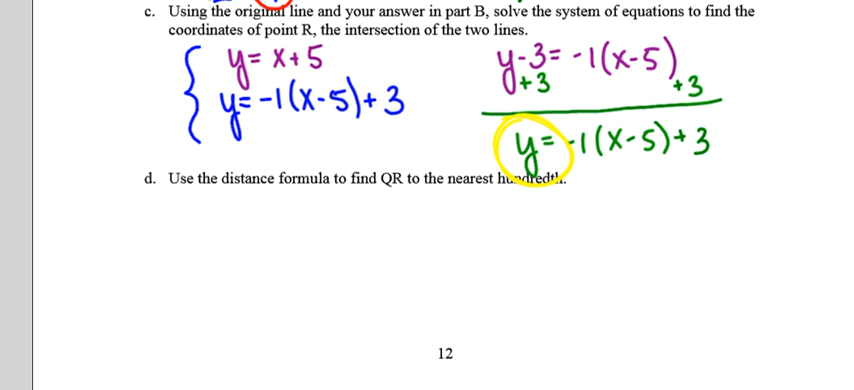 c. Using the original line and your answer in part B, solve the system of equations to find the
coordinates of point R, the intersection of the two lines.
y = x + 5
y = -1(x-5) + 3
y - 3 = -1(x-5)
+3 +3
y = -1(x-5) + 3
d. Use the distance formula to find QR to the nearest hundredth.
12